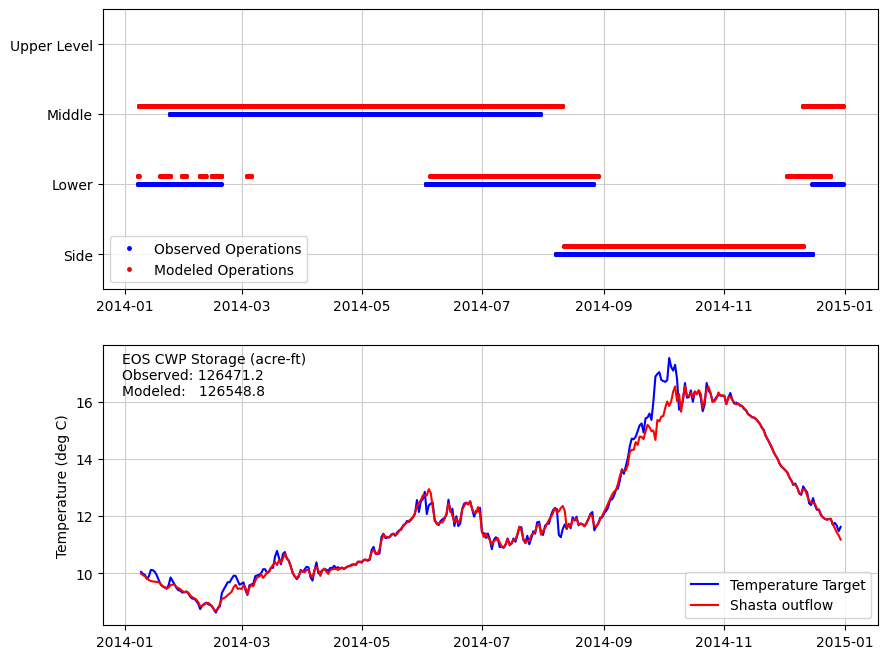 Upper Level
Middle
Lower
Side
Observed Operations
Modeled Operations
2014-01 2014-03 2014-05 2014-07 2014-09 2014-11 2015-01
EOS CWP Storage (acre-ft)
Observed: 126471.2
Modeled: 126548.8
16
14
12
10
Temperature (deg C)
Temperature Target
Shasta outflow
2014-01 2014-03 2014-05 2014-07 2014-09 2014-11 2015-01